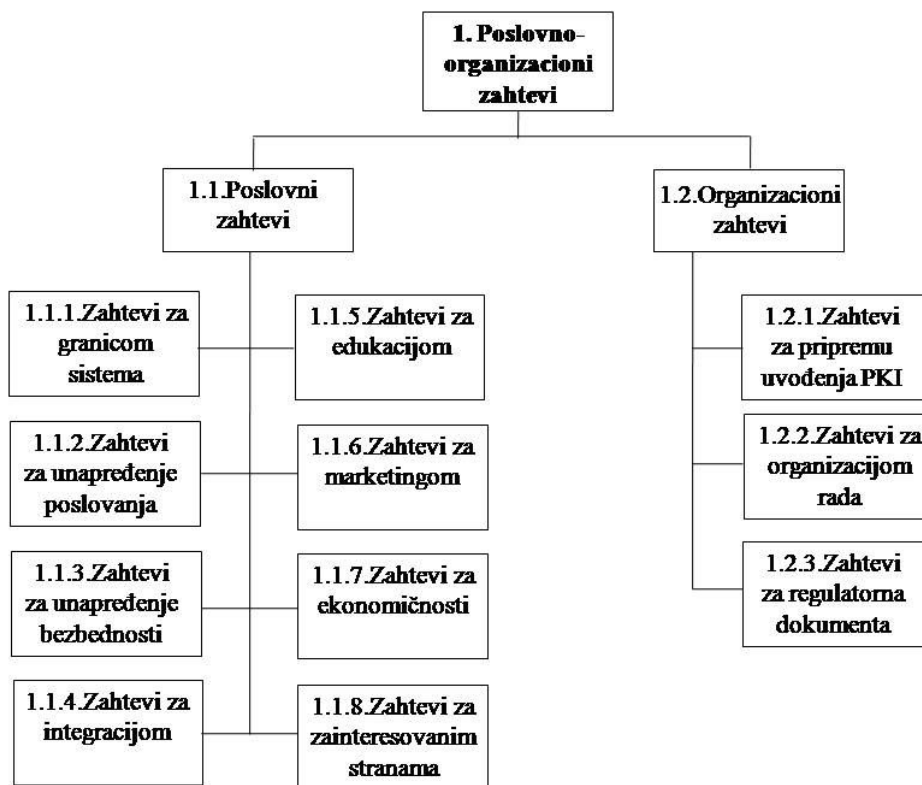 1. Poslovno-
organizacioni
zahtevi
1.1.Poslovni
zahtevi
1.2.Organizacioni
zahtevi
1.1.1.Zahtevi za
granicom
sistema
1.1.2.Zahtevi
za unapređenje
poslovanja
1.1.3.Zahtevi
za unapređenje
bezbednosti
1.1.4.Zahtevi za
integracijom
1.1.5.Zahtevi za
edukacijom
1.1.6.Zahtevi za
marketingom
1.1.7.Zahtevi za
ekonomičnosti
1.1.8.Zahtevi za
zainteresovanim
stranama
1.2.1.Zahtevi
za pripremu
uvođenja PKI
1.2.2.Zahtevi za
organizacijom
rada
1.2.3.Zahtevi
za regulatorna
dokumenta